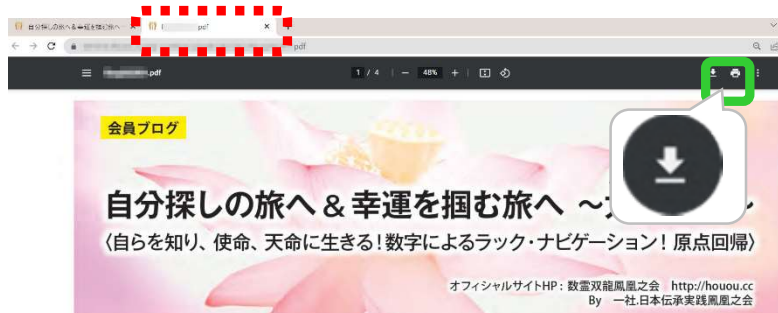 自分探しの旅へ&幸運を掴む旅へ
pdf
pdf
.pdf
1 / 4
48%
会員ブログ
自分探しの旅へ&幸運を掴む旅へ ～
〈自らを知り、使命、天命に生きる!数字によるラック・ナビゲーション!原点回帰〉
オフィシャルサイトHP:数霊双龍鳳凰之会 http://houou.cc
By 一社.日本伝承実践鳳凰之会